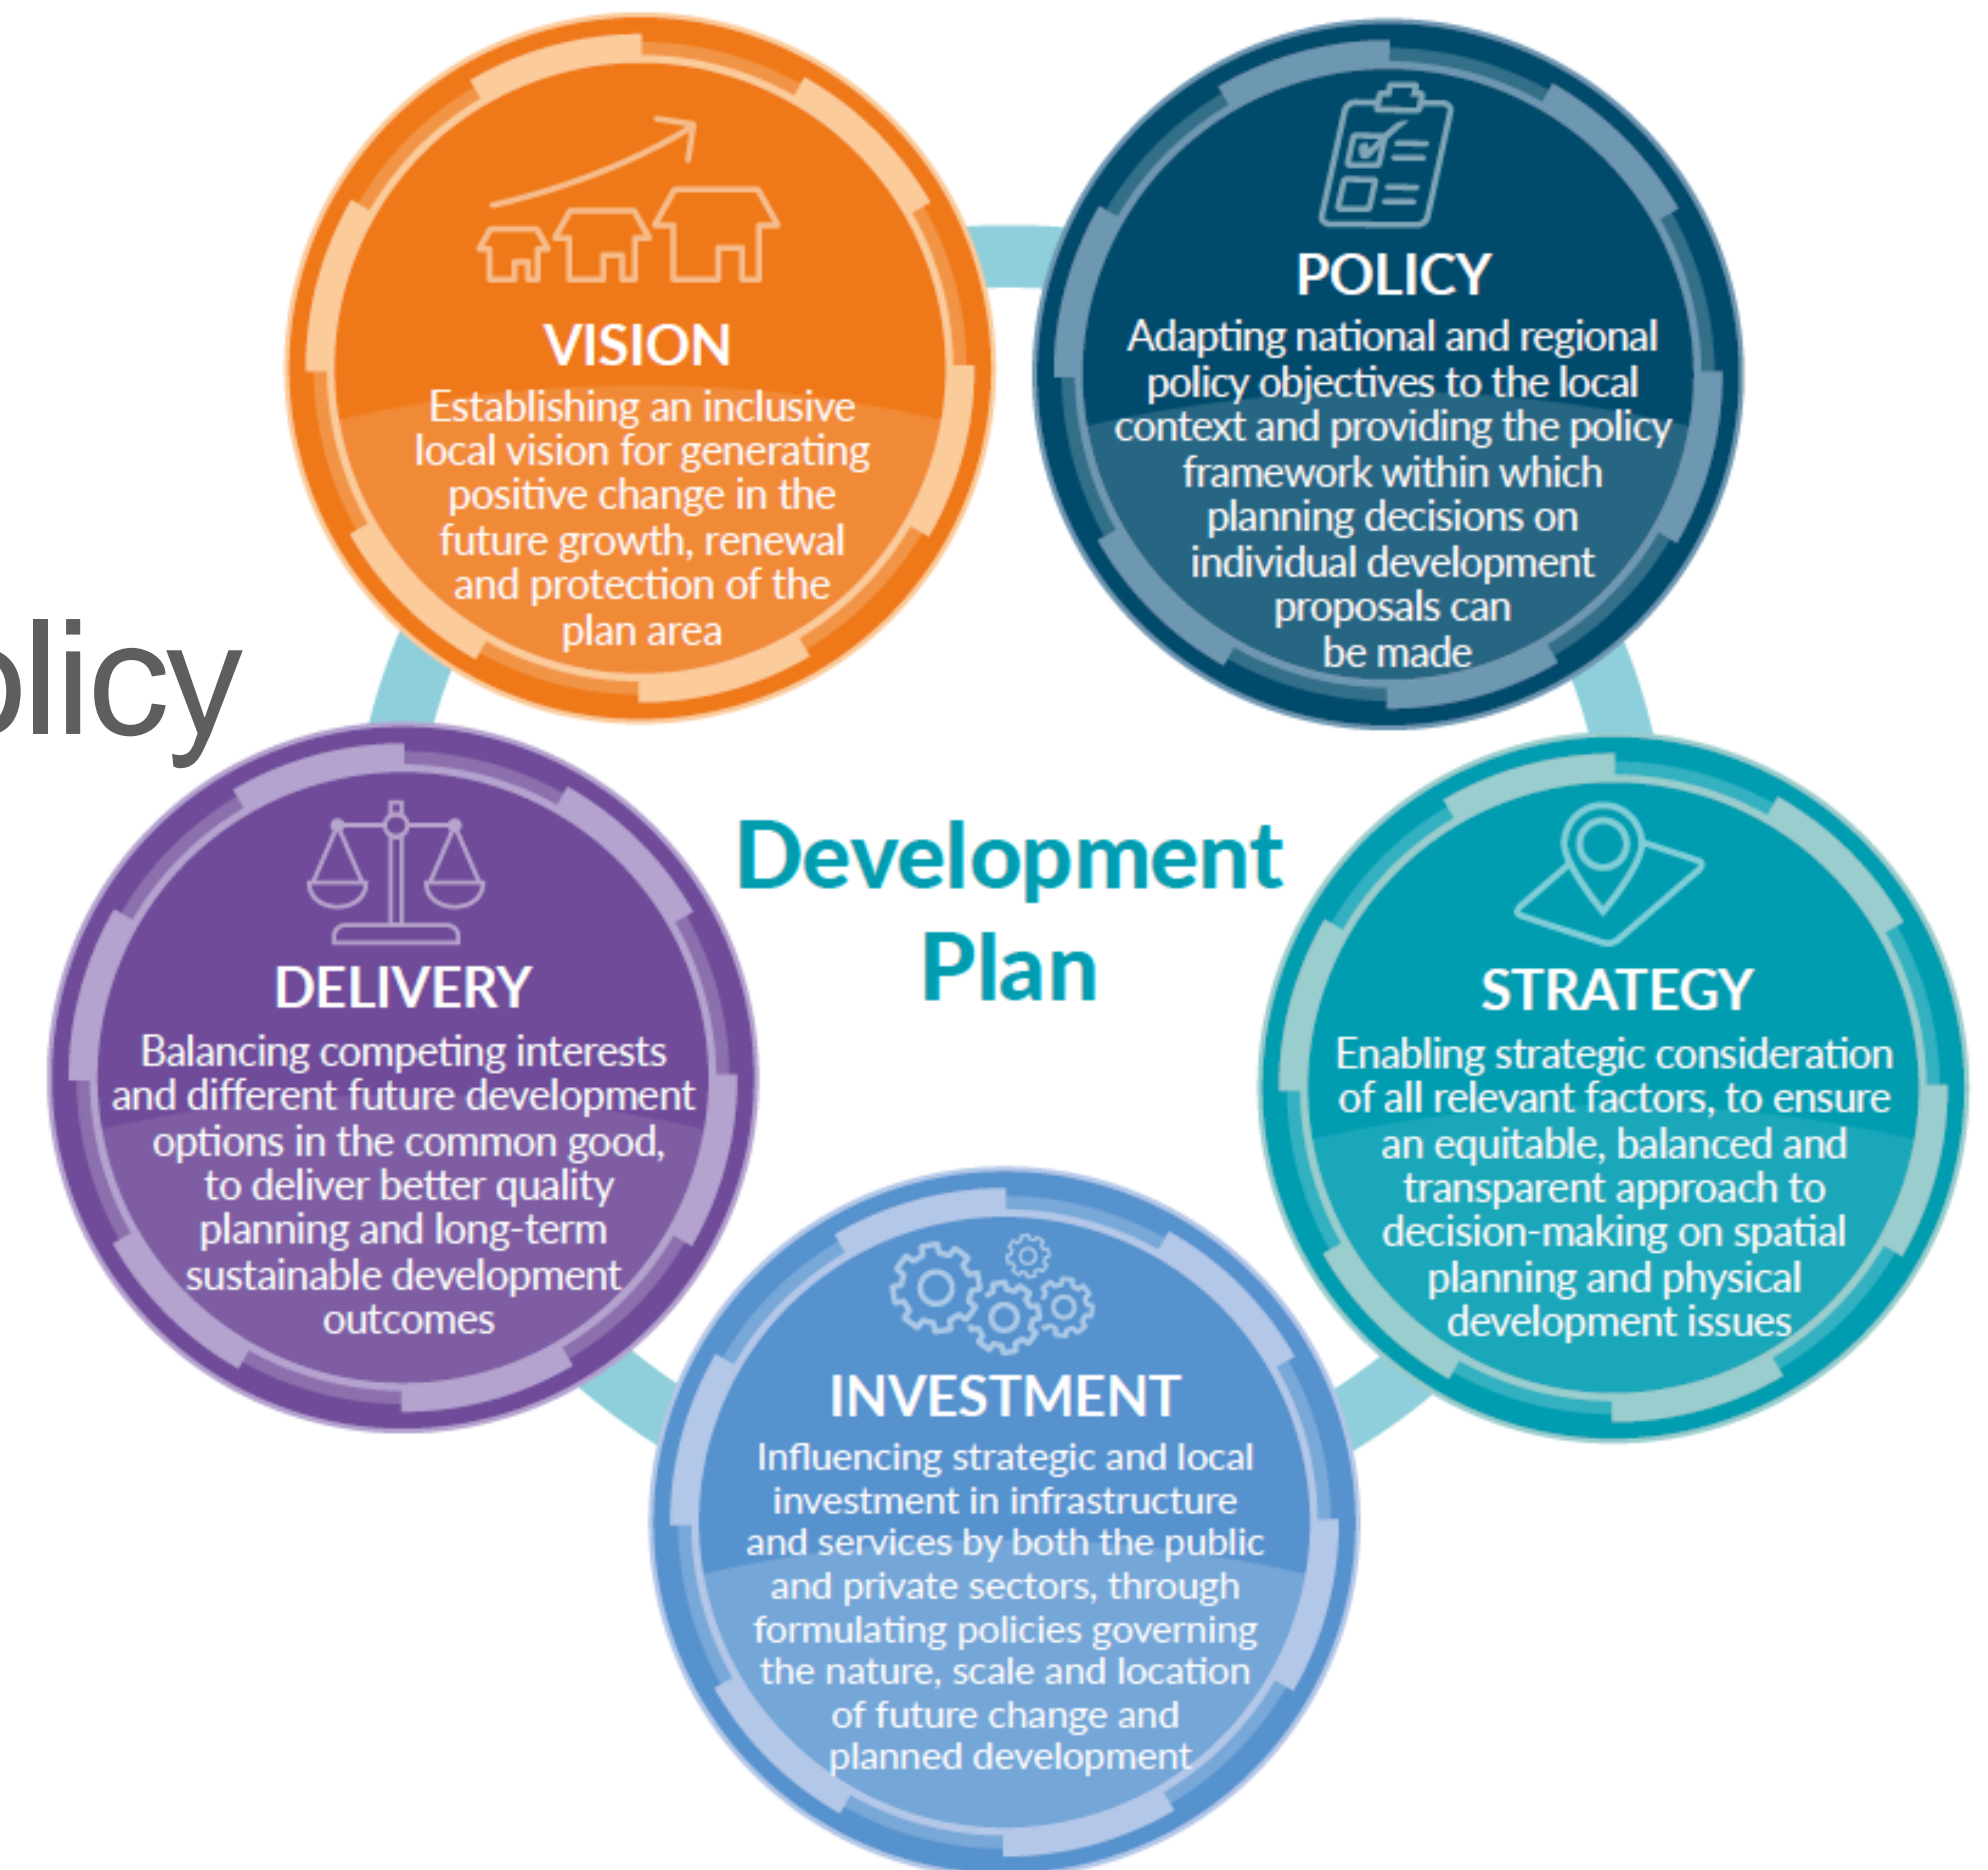 VISION
Establishing an inclusive
local vision for generating
positive change in the
future growth, renewal
and protection of the
plan area
POLICY
Adapting national and regional
policy objectives to the local
context and providing the policy
framework within which
planning decisions on
individual development
proposals can
be made
olicy
Development
Plan
DELIVERY
Balancing competing interests
and different future development
options in the common good,
to deliver better quality
planning and long-term
sustainable development
outcomes
STRATEGY
Enabling strategic consideration
of all relevant factors, to ensure
an equitable, balanced and
transparent approach to
decision-making on spatial
planning and physical
development issues
INVESTMENT
Influencing strategic and local
investment in infrastructure
and services by both the public
and private sectors, through
formulating policies governing
the nature, scale and location
of future change and
planned development